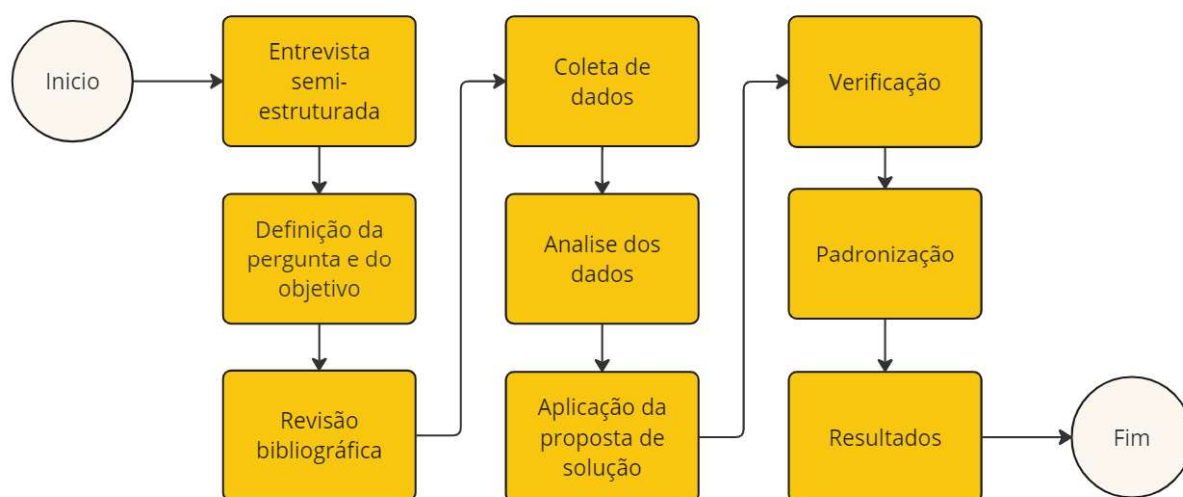 Inicio
Entrevista
semi-
estruturada
Definição da
pergunta e do
objetivo
Revisão
bibliográfica
Coleta de
dados
Analise dos
dados
Aplicação da
proposta de
solução
Verificação
Padronização
Resultados
Fim